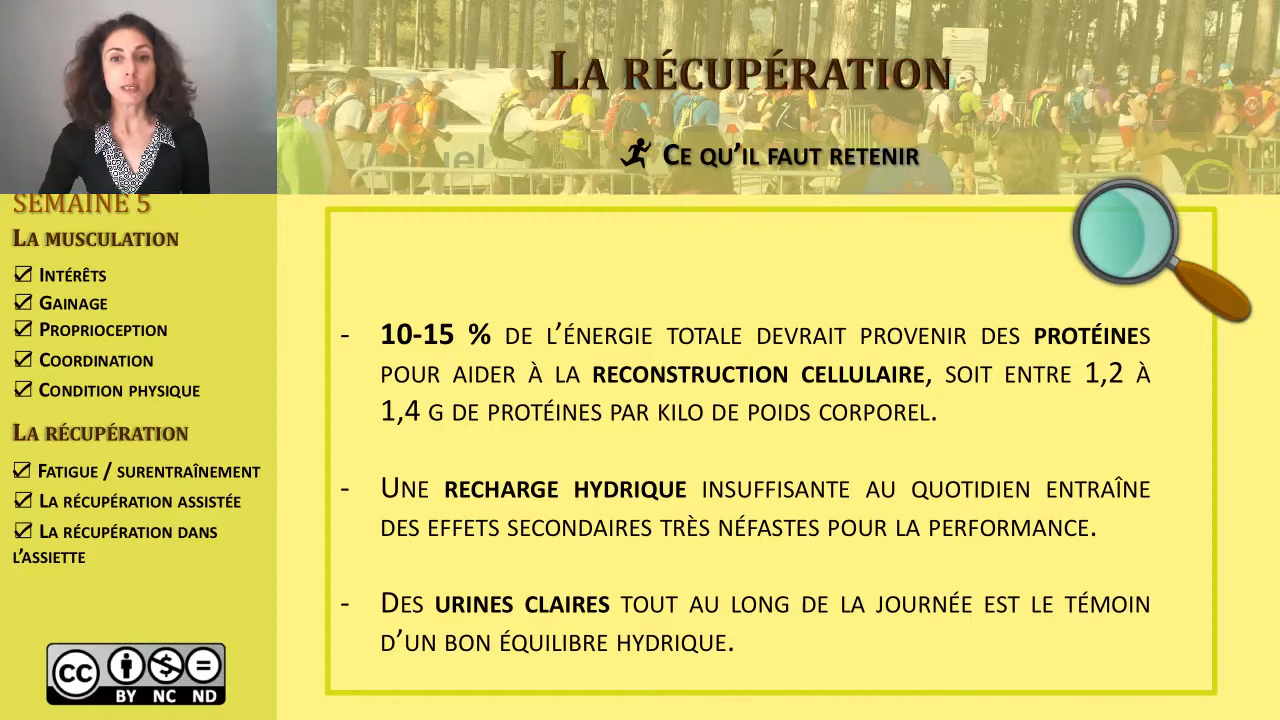 La récupération
Ce qu'il faut retenir
SEMAINE 5
La musculation
☑ Intérêts
☑ Gainage
☑ Proprioception
☑ Coordination
☑ Condition physique
La récupération
☑ Fatigue / surentraînement
☑ La récupération assistée
☑ La récupération dans
l'assiette
- 10-15 % de l'énergie totale devrait provenir des protéines
pour aider à la reconstruction cellulaire, soit entre 1,2 à
1,4 g de protéines par kilo de poids corporel.
- Une recharge hydrique insuffisante au quotidien entraîne
des effets secondaires très néfastes pour la performance.
- Des urines claires tout au long de la journée est le témoin
d'un bon équilibre hydrique.
CC
BY NC ND